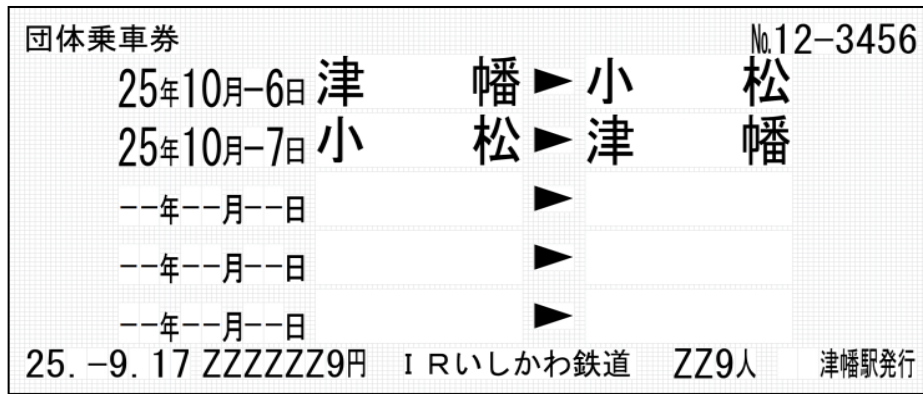 団体乗車券 №12-3456
25年10月-6日 津幡 ► 小松
25年10月-7日 小松 ► 津幡
--年--月--日 ►
--年--月--日 ►
--年--月--日 ►
25.-9.17 ZZZZZZ9円 IRいしかわ鉄道 ZZ9人 津幡駅発行